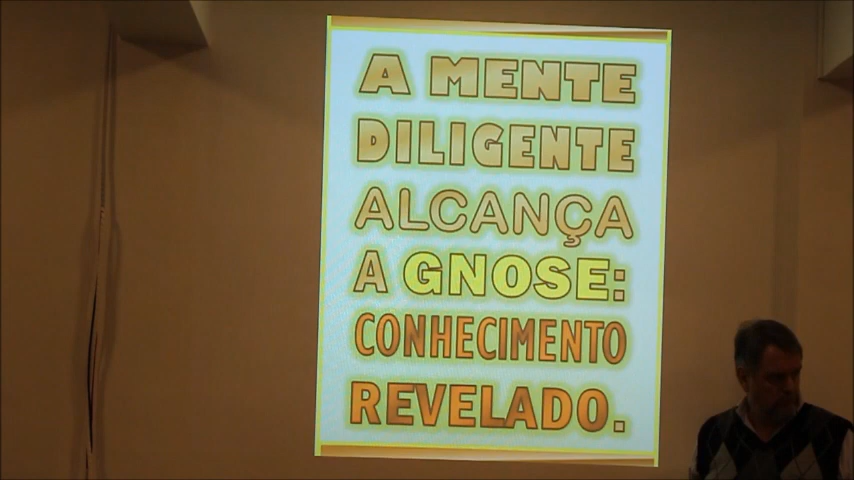 A MENTE
DILIGENTE
ALCANÇA
A GNOSE:
CONHECIMENTO
REVELADO.